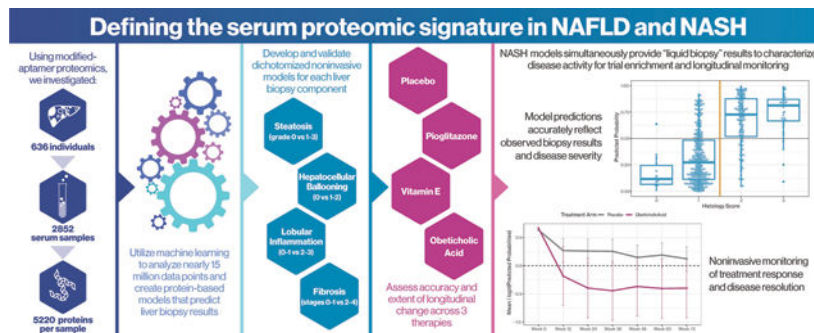 Defining the serum proteomic signature in NAFLD and NASH
Using modified-
aptamer proteomics,
we investigated:
636 individuals
2852
serum samples
5220 proteins
per sample
Utilize machine learning
to analyze nearly 15
million data points and
create protein-based
models that predict
liver biopsy results
Develop and validate
dichotomized noninvasive
models for each liver
biopsy component
Steatosis
(grade 0 vs 1-3)
Hepatocellular
Ballooning
(0 vs 1-2)
Lobular
Inflammation
(0-1 vs 2-3)
Fibrosis
(stages 0-1 vs 2-4)
Placebo
Pioglitazone
Vitamin E
Obeticholic
Acid
Assess accuracy and
extent of longitudinal
change across 3
therapies
NASH models simultaneously provide "liquid biopsy" results to characterize
disease activity for trial enrichment and longitudinal monitoring
Model predictions
accurately reflect
observed biopsy results
and disease severity
Predicted Probability
Histology Score
Treatment Arm
Placebo
Obeticholic Acid
Noninvasive monitoring
of treatment response
and disease resolution